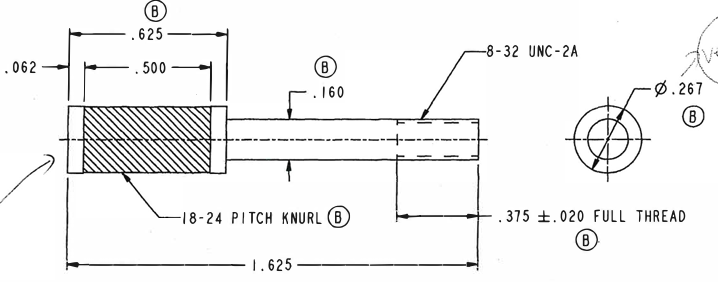 B
.625
.062
.500
B
.160
8-32 UNC-2A
Ø.267
B
18-24 PITCH KNURL B
.375 ±.020 FULL THREAD
B
1.625